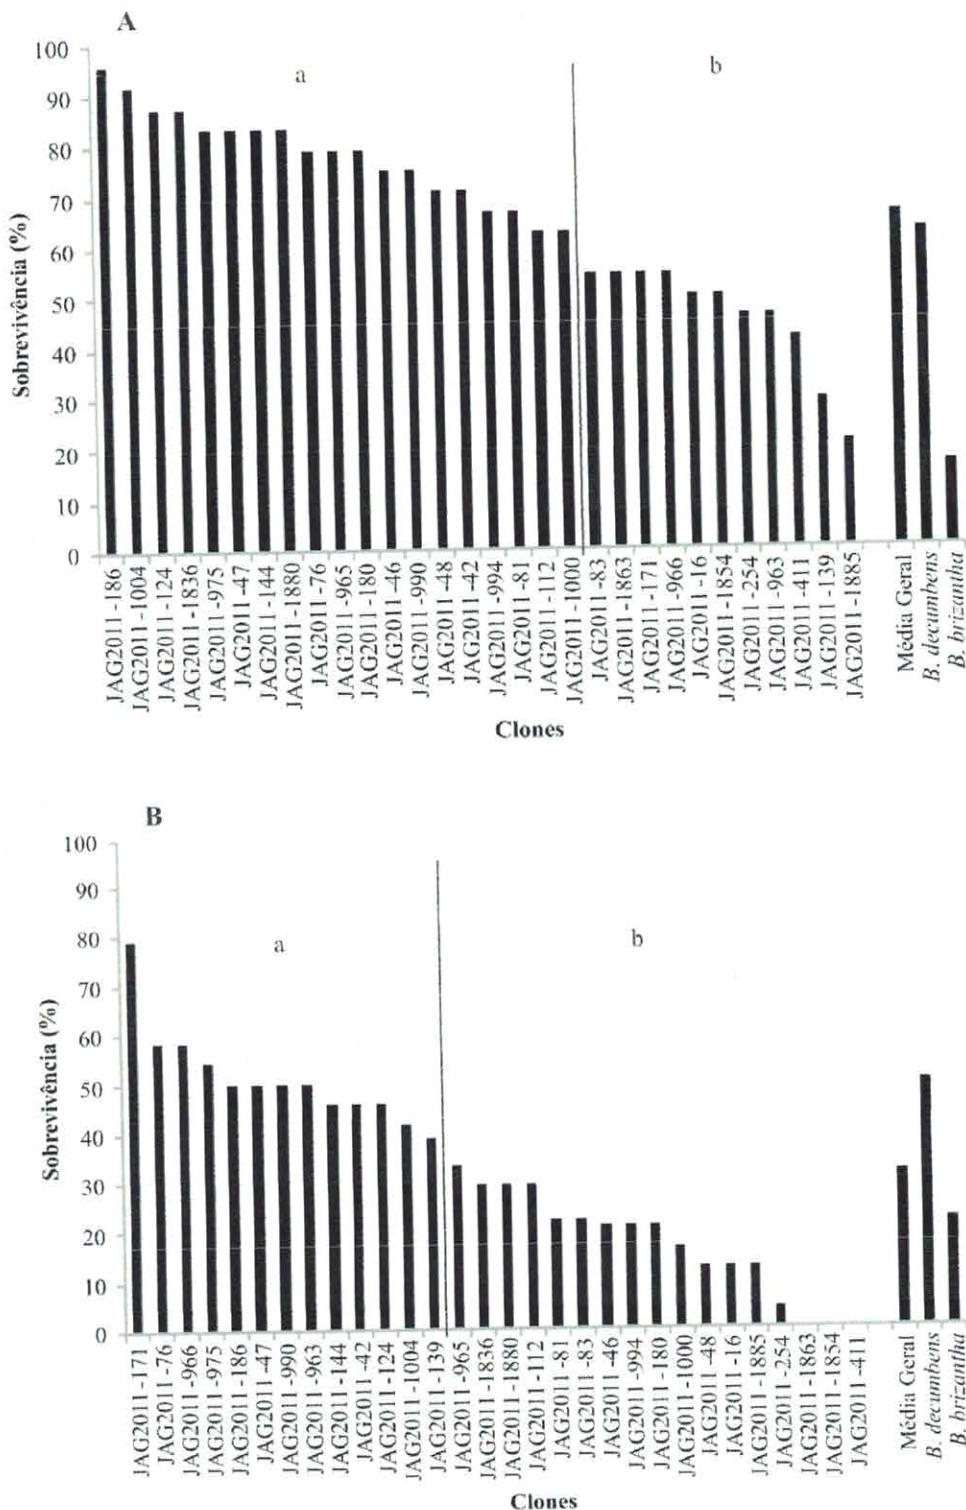 A
100
90
80
70
60
50
40
30
20
10
0
Sobrevivência (%)
a
b
JAG2011 -186
JAG2011 -1004
JAG2011 -124
JAG2011 -1836
JAG2011 -975
JAG2011 -47
JAG2011 -144
JAG2011 -1880
JAG2011 -76
JAG2011 -965
JAG2011 -180
JAG2011 -46
JAG2011 -990
JAG2011 -48
JAG2011 -42
JAG2011 -994
JAG2011 -81
JAG2011 -112
JAG2011 -1000
JAG2011 -83
JAG2011 -1863
JAG2011 -171
JAG2011 -966
JAG2011 -16
JAG2011 -1854
JAG2011 -254
JAG2011 -963
JAG2011 -411
JAG2011 -139
JAG2011 -1885
Média Geral
B. decumbens
B. brizantha
Clones
B
100
90
80
70
60
50
40
30
20
10
0
Sobrevivência (%)
a
b
JAG2011 -171
JAG2011 -76
JAG2011 -966
JAG2011 -975
JAG2011 -186
JAG2011 -47
JAG2011 -990
JAG2011 -963
JAG2011 -144
JAG2011 -42
JAG2011 -124
JAG2011 -1004
JAG2011 -139
JAG2011 -965
JAG2011 -1836
JAG2011 -1880
JAG2011 -112
JAG2011 -81
JAG2011 -83
JAG2011 -46
JAG2011 -994
JAG2011 -180
JAG2011 -1000
JAG2011 -48
JAG2011 -16
JAG2011 -1885
JAG2011 -254
JAG2011 -1863
JAG2011 -1854
JAG2011 -411
Média Geral
B. decumbens
B. brizantha
Clones